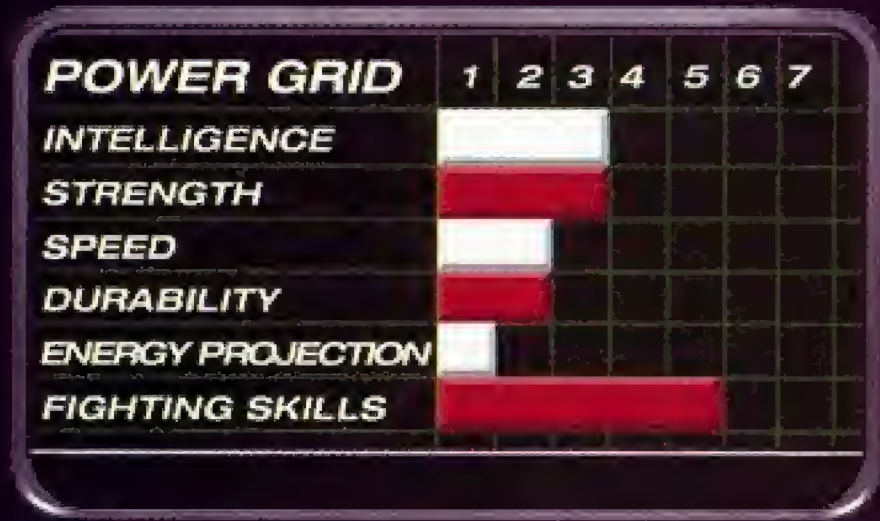 POWER GRID 1 2 3 4 5 6 7
INTELLIGENCE
STRENGTH
SPEED
DURABILITY
ENERGY PROJECTION
FIGHTING SKILLS